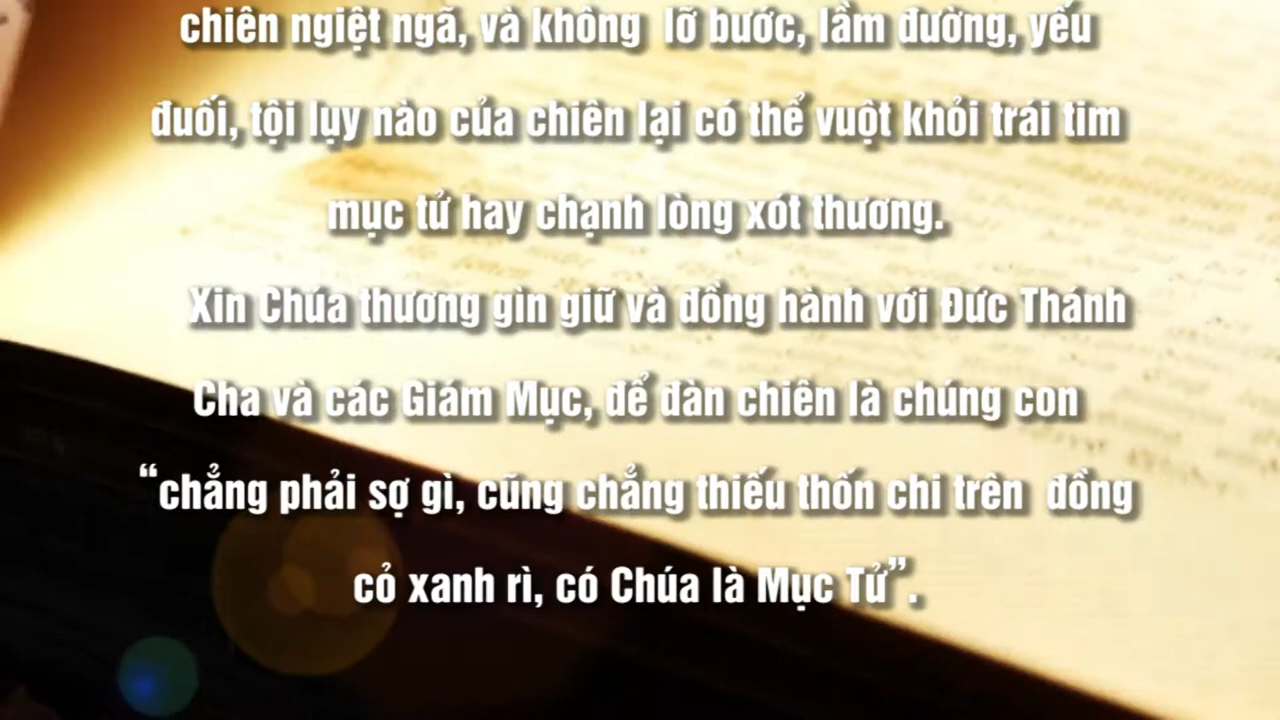 chiên ngiệt ngã, và không lỡ bước, lầm đường, yếu
đuối, tội lụy nào của chiên lại có thể vuột khỏi trái tim
mục tử hay chạnh lòng xót thương.
Xin Chúa thương gìn giữ và đồng hành với Đức Thánh
Cha và các Giám Mục, để đàn chiên là chúng con
“chẳng phải sợ gì, cũng chẳng thiếu thốn chi trên đồng
cỏ xanh rì, có Chúa là Mục Tử”.